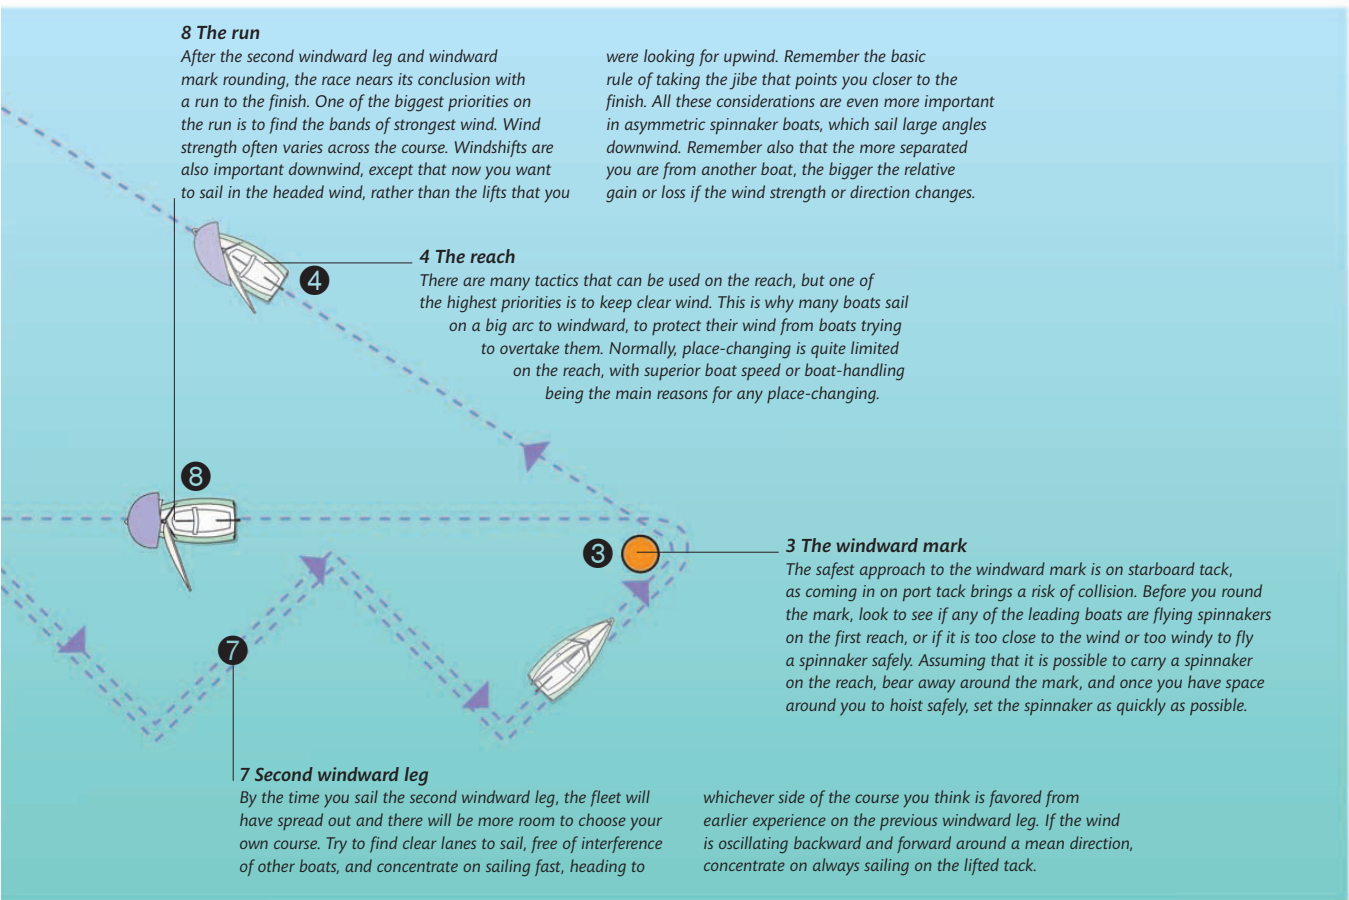 8 The run
After the second windward leg and windward
mark rounding, the race nears its conclusion with
a run to the finish. One of the biggest priorities on
the run is to find the bands of strongest wind. Wind
strength often varies across the course. Windshifts are
also important downwind, except that now you want
to sail in the headed wind, rather than the lifts that you
were looking for upwind. Remember the basic
rule of taking the jibe that points you closer to the
finish. All these considerations are even more important
in asymmetric spinnaker boats, which sail large angles
downwind. Remember also that the more separated
you are from another boat, the bigger the relative
gain or loss if the wind strength or direction changes.
4 The reach
There are many tactics that can be used on the reach, but one of
the highest priorities is to keep clear wind. This is why many boats sail
on a big arc to windward, to protect their wind from boats trying
to overtake them. Normally, place-changing is quite limited
on the reach, with superior boat speed or boat-handling
being the main reasons for any place-changing.
4
8
3
3 The windward mark
The safest approach to the windward mark is on starboard tack,
as coming in on port tack brings a risk of collision. Before you round
the mark, look to see if any of the leading boats are flying spinnakers
on the first reach, or if it is too close to the wind or too windy to fly
a spinnaker safely. Assuming that it is possible to carry a spinnaker
on the reach, bear away around the mark, and once you have space
around you to hoist safely, set the spinnaker as quickly as possible.
7
7 Second windward leg
By the time you sail the second windward leg, the fleet will
have spread out and there will be more room to choose your
own course. Try to find clear lanes to sail, free of interference
of other boats, and concentrate on sailing fast, heading to
whichever side of the course you think is favored from
earlier experience on the previous windward leg. If the wind
is oscillating backward and forward around a mean direction,
concentrate on always sailing on the lifted tack.